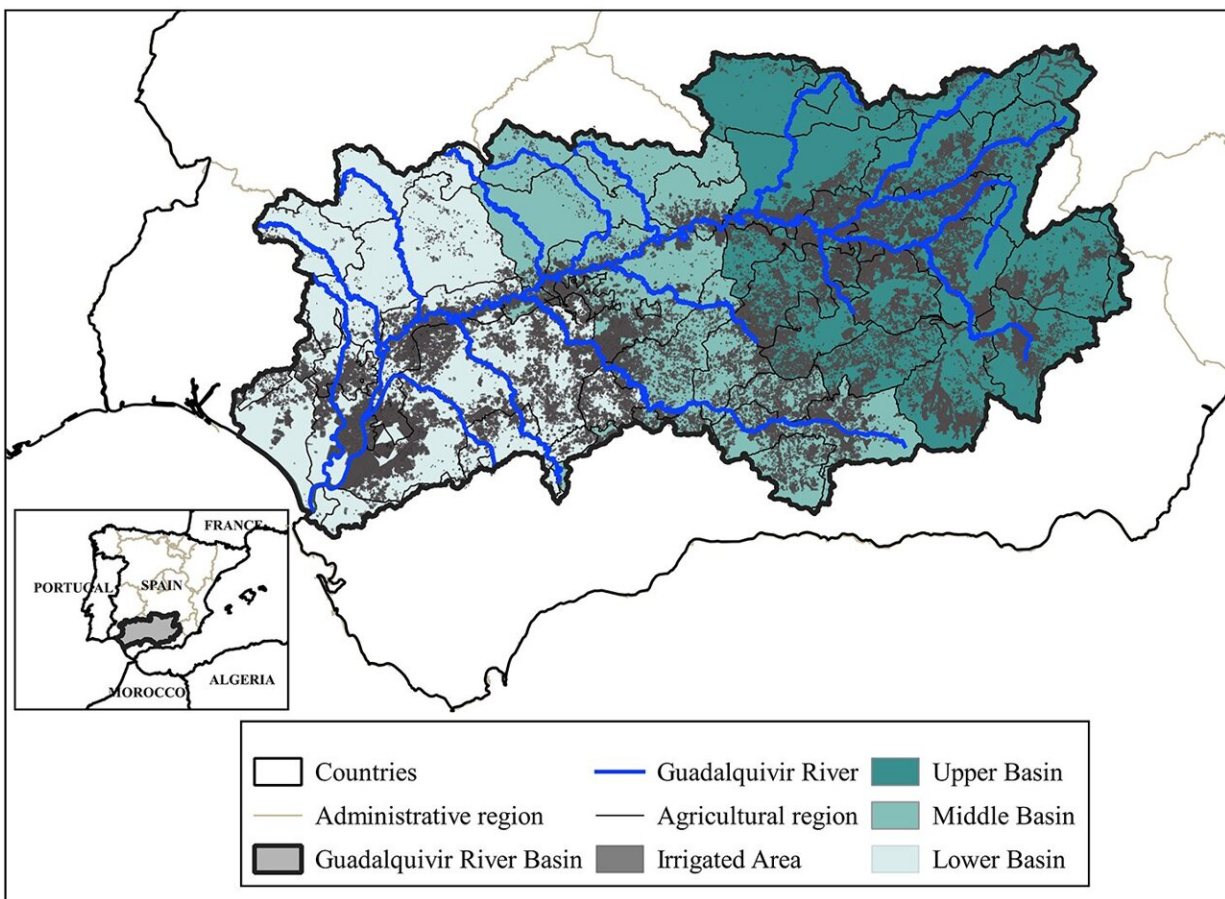 FRANCE
PORTUGAL
SPAIN
ALGERIA
MOROCCO
Countries
Guadalquivir River
Upper Basin
Administrative region
Agricultural region
Middle Basin
Guadalquivir River Basin
Irrigated Area
Lower Basin